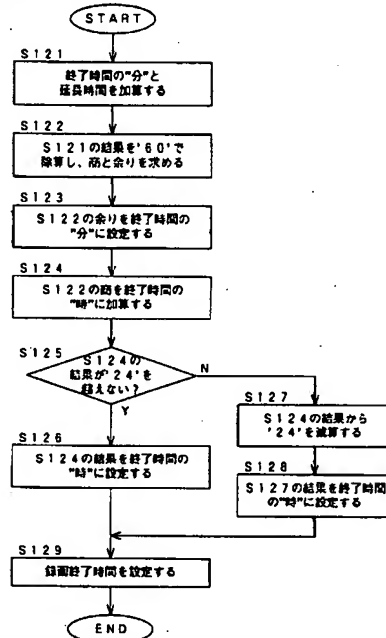 START
S121
終了時間の"分"と
延長時間を加算する
S122
S121の結果を'60'で
除算し、商と余りを求める
S123
S122の余りを終了時間の
"分"に設定する
S124
S122の商を終了時間の
"時"に加算する
S125
S124の
結果が'24'を
越えない?
N
Y
S127
S124の結果から
'24'を減算する
S126
S124の結果を終了時間の
"時"に設定する
S128
S127の結果を終了時間
の"時"に設定する
S129
録画終了時間を設定する
END